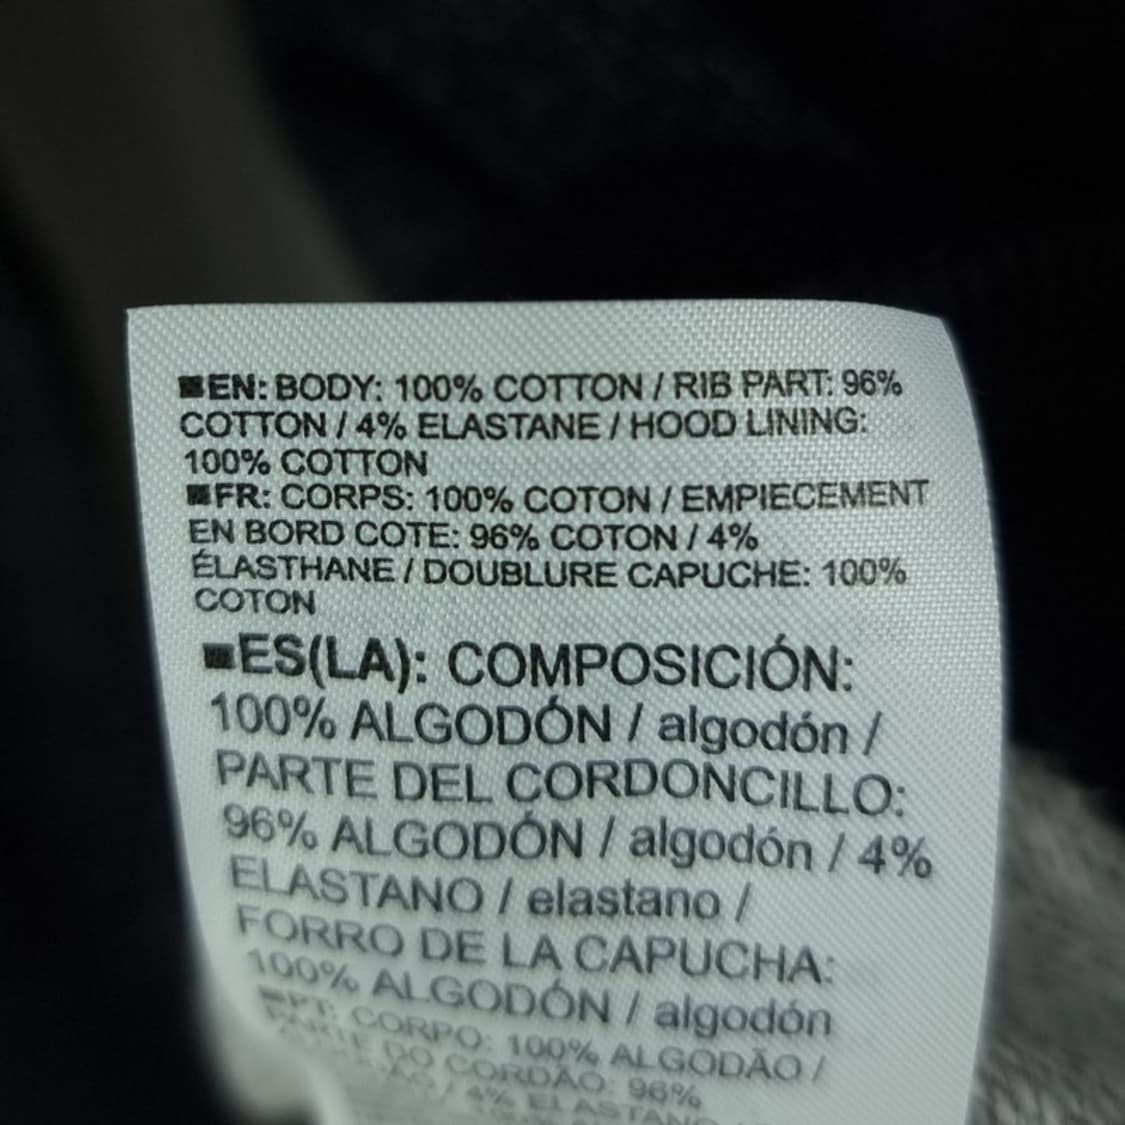 ■EN: BODY: 100% COTTON / RIB PART: 96%
COTTON / 4% ELASTANE / HOOD LINING:
100% COTTON
■FR: CORPS: 100% COTON / EMPIECEMENT
EN BORD COTE: 96% COTON / 4%
ÉLASTHANE / DOUBLURE CAPUCHE: 100%
COTON
■ES(LA): COMPOSICIÓN:
100% ALGODÓN / algodón /
PARTE DEL CORDONCILLO:
96% ALGODÓN / algodón / 4%
ELASTANO / elastano /
FORRO DE LA CAPUCHA:
100% ALGODÓN / algodón
■PT: CORPO: 100% ALGODÃO /
PARTE DO CORDÃO: 96%
/ 4%